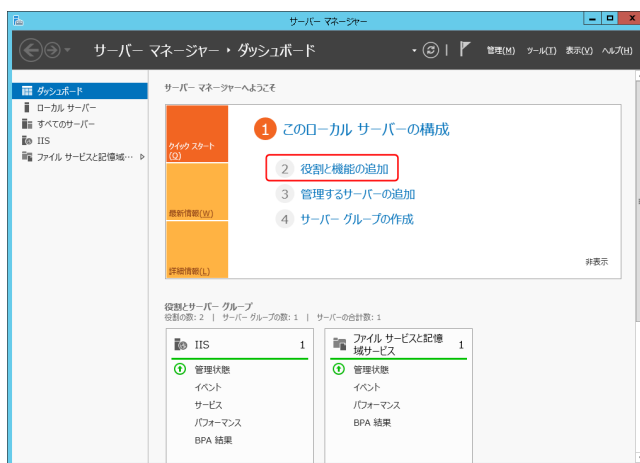 サーバー マネージャー
サーバー マネージャー ・ ダッシュボード
管理(M) ツール(T) 表示(V) ヘルプ(H)
ダッシュボード
ローカル サーバー
すべてのサーバー
IIS
ファイル サービスと記憶域…
サーバー マネージャーへようこそ
クイック スタート(Q)
最新情報(W)
詳細情報(L)
1 このローカル サーバーの構成
2 役割と機能の追加
3 管理するサーバーの追加
4 サーバー グループの作成
非表示
役割とサーバー グループ
役割の数: 2 | サーバー グループの数: 1 | サーバーの合計数: 1
IIS 1
管理状態
イベント
サービス
パフォーマンス
BPA 結果
ファイル サービスと記憶
域サービス 1
管理状態
イベント
パフォーマンス
BPA 結果